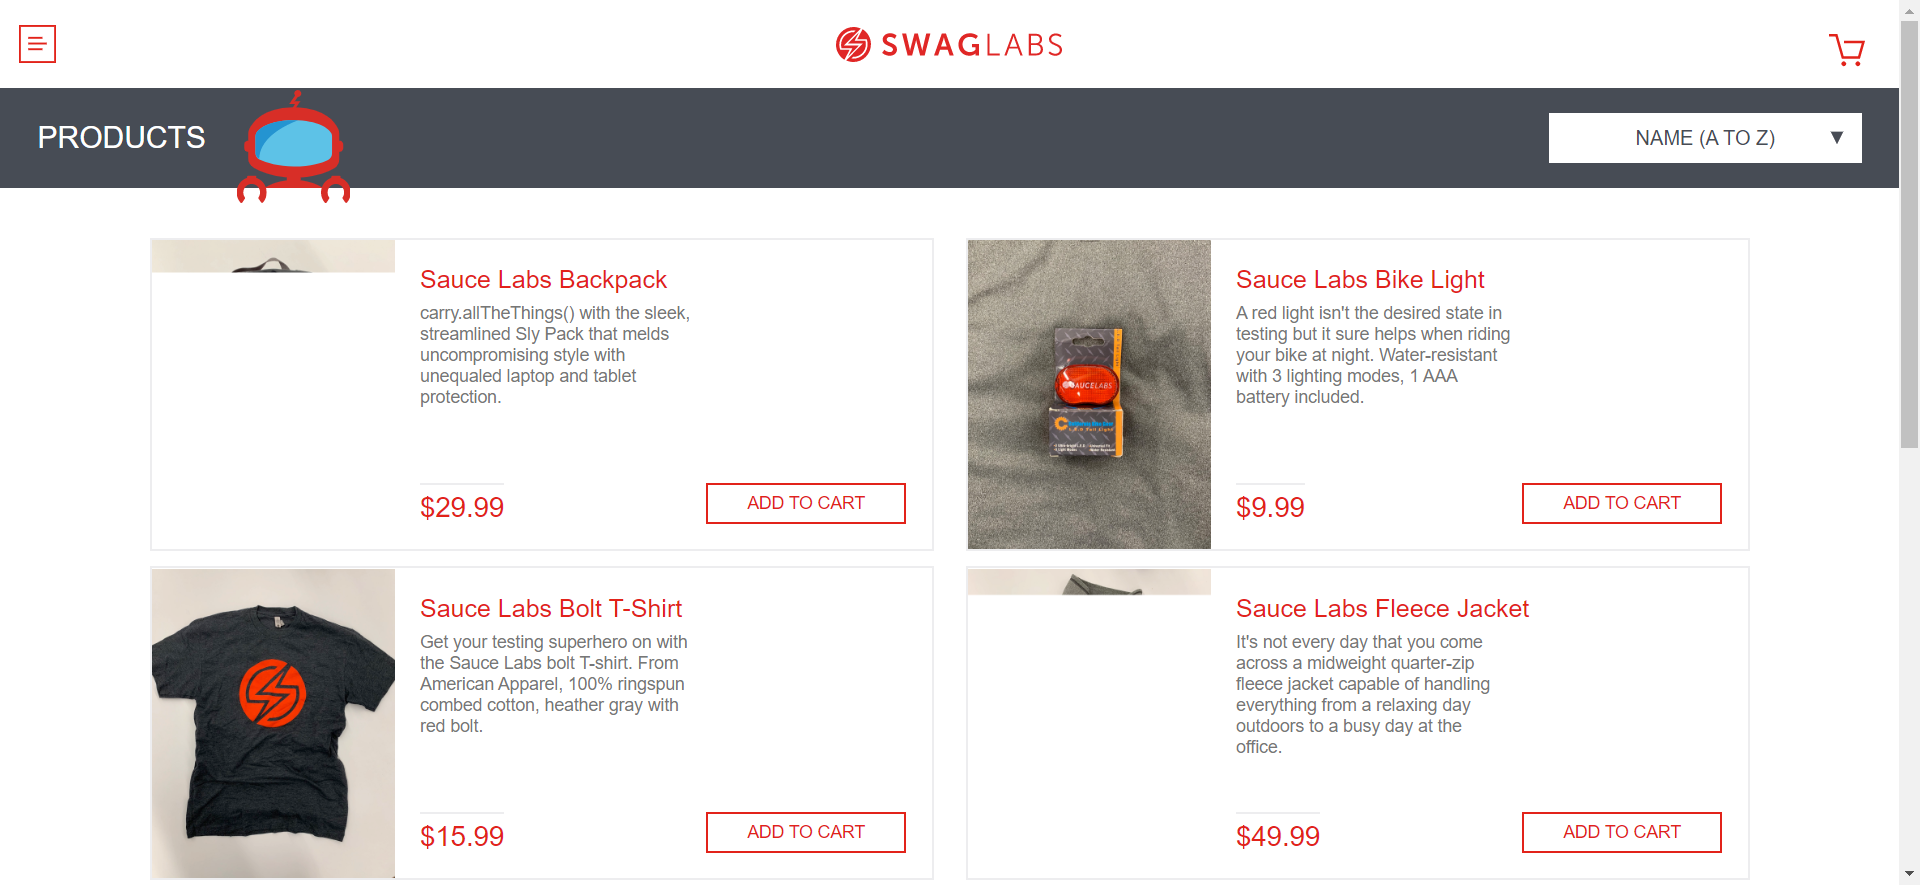 SWAGLABS
PRODUCTS
NAME (A TO Z)
Sauce Labs Backpack
carry.allTheThings() with the sleek,
streamlined Sly Pack that melds
uncompromising style with
unequaled laptop and tablet
protection.
$29.99
ADD TO CART
Sauce Labs Bike Light
A red light isn't the desired state in
testing but it sure helps when riding
your bike at night. Water-resistant
with 3 lighting modes, 1 AAA
battery included.
SAUCELABS
$9.99
ADD TO CART
Sauce Labs Bolt T-Shirt
Get your testing superhero on with
the Sauce Labs bolt T-shirt. From
American Apparel, 100% ringspun
combed cotton, heather gray with
red bolt.
$15.99
ADD TO CART
Sauce Labs Fleece Jacket
It's not every day that you come
across a midweight quarter-zip
fleece jacket capable of handling
everything from a relaxing day
outdoors to a busy day at the
office.
$49.99
ADD TO CART